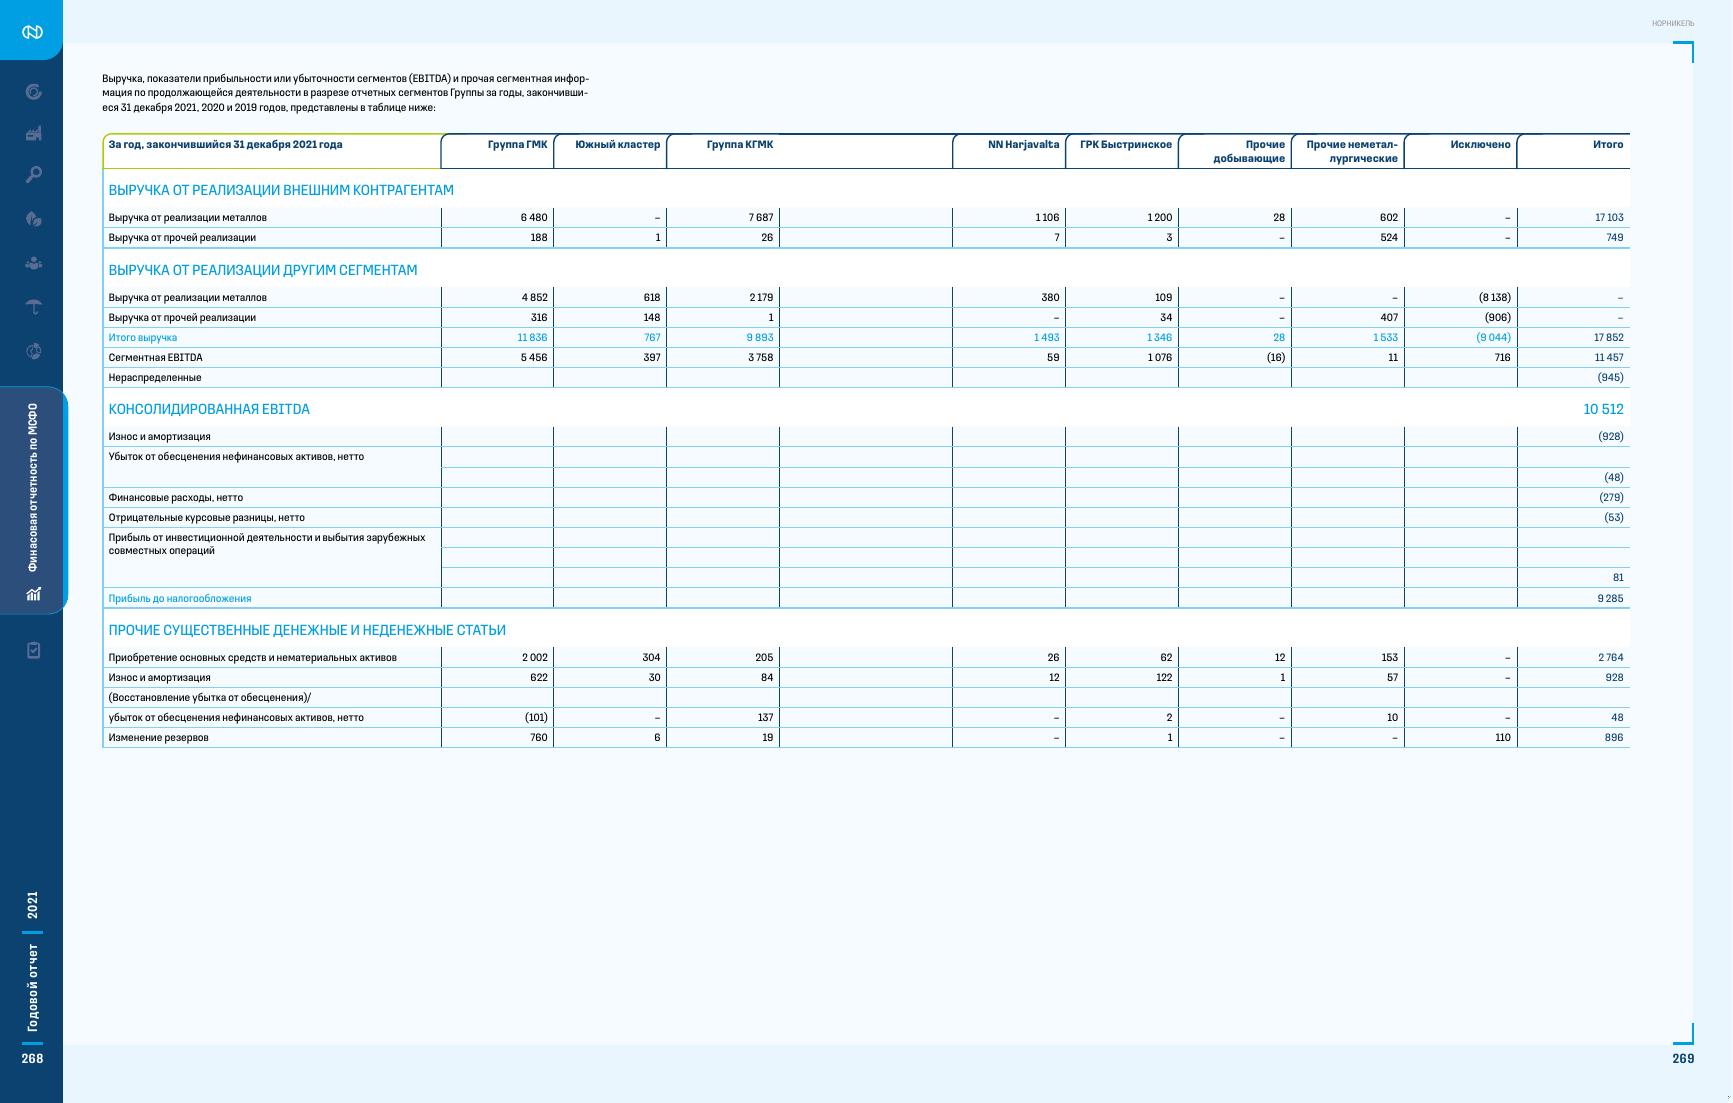 НОРНИКЕЛЬ
Выручка, показатели прибыльности или убыточности сегментов (EBITDA) и прочая сегментная инфор-
мация по продолжающейся деятельности в разрезе отчетных сегментов Группы за годы, закончивши-
еся 31 декабря 2021, 2020 и 2019 годов, представлены в таблице ниже:
За год, закончившийся 31 декабря 2021 года Группа ГМК Южный кластер Группа КГМК NN Harjavalta ГРК Быстринское Прочие добывающие Прочие неметал-лургические Исключено Итого
ВЫРУЧКА ОТ РЕАЛИЗАЦИИ ВНЕШНИМ КОНТРАГЕНТАМ
Выручка от реализации металлов 6 480 – 7 687 1 106 1 200 28 602 – 17 103
Выручка от прочей реализации 188 1 26 7 3 – 524 – 749
ВЫРУЧКА ОТ РЕАЛИЗАЦИИ ДРУГИМ СЕГМЕНТАМ
Выручка от реализации металлов 4 852 618 2 179 380 109 – – (8 138) –
Выручка от прочей реализации 316 148 1 – 34 – 407 (906) –
Итого выручка 11 836 767 9 893 1 493 1 346 28 1 533 (9 044) 17 852
Сегментная EBITDA 5 456 397 3 758 59 1 076 (16) 11 716 11 457
Нераспределенные (945)
КОНСОЛИДИРОВАННАЯ EBITDA 10 512
Износ и амортизация (928)
Убыток от обесценения нефинансовых активов, нетто
(48)
Финансовые расходы, нетто (279)
Отрицательные курсовые разницы, нетто (53)
Прибыль от инвестиционной деятельности и выбытия зарубежных
совместных операций
81
Прибыль до налогообложения 9 285
ПРОЧИЕ СУЩЕСТВЕННЫЕ ДЕНЕЖНЫЕ И НЕДЕНЕЖНЫЕ СТАТЬИ
Приобретение основных средств и нематериальных активов 2 002 304 205 26 62 12 153 – 2 764
Износ и амортизация 622 30 84 12 122 1 57 – 928
(Восстановление убытка от обесценения)/
убыток от обесценения нефинансовых активов, нетто (101) – 137 – 2 – 10 – 48
Изменение резервов 760 6 19 – 1 – – 110 896
Финасовая отчетность по МСФО
Годовой отчет 2021
268
269